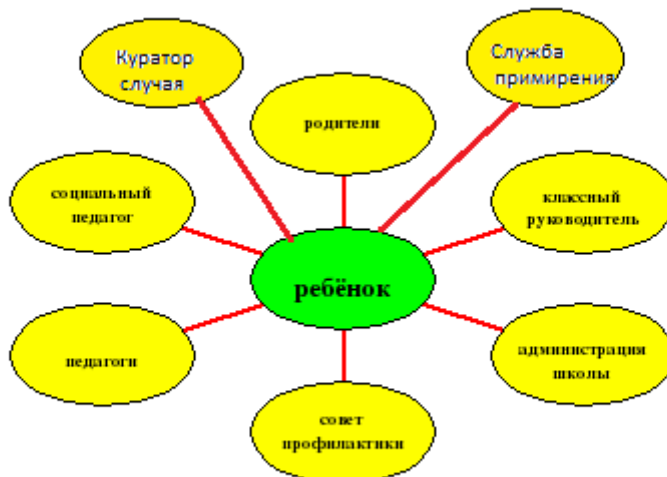 Куратор
случая
Служба
примирения
родители
социальный
педагог
классный
руководитель
ребёнок
педагоги
администрация
школы
совет
профилактики